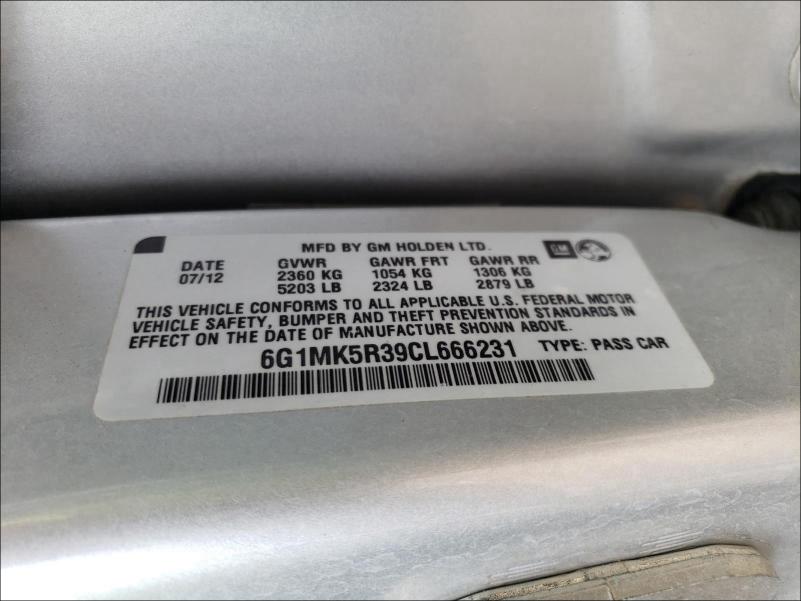 MFD BY GM HOLDEN LTD. GM
DATE GVWR GAWR FRT GAWR RR
07/12 2360 KG 1054 KG 1306 KG
5203 LB 2324 LB 2879 LB
THIS VEHICLE CONFORMS TO ALL APPLICABLE U.S. FEDERAL MOTOR
VEHICLE SAFETY, BUMPER AND THEFT PREVENTION STANDARDS IN
EFFECT ON THE DATE OF MANUFACTURE SHOWN ABOVE.
6G1MK5R39CL666231 TYPE: PASS CAR